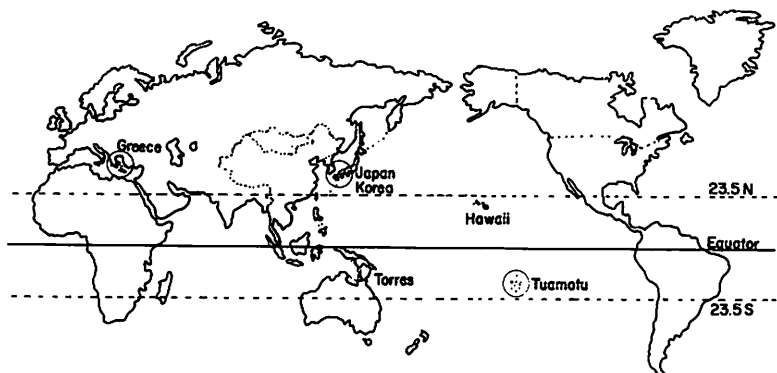 Greece
Japan
Korea
23.5 N
Hawaii
Equator
Torres
Tuamotu
23.5 S